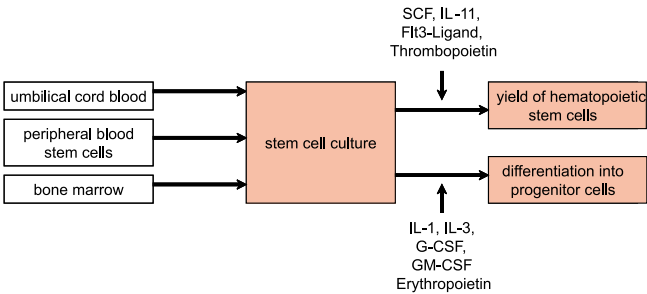 SCF, IL-11,
Flt3-Ligand,
Thrombopoietin
umbilical cord blood
peripheral blood
stem cells
bone marrow
stem cell culture
yield of hematopoietic
stem cells
differentiation into
progenitor cells
IL-1, IL-3,
G-CSF,
GM-CSF
Erythropoietin